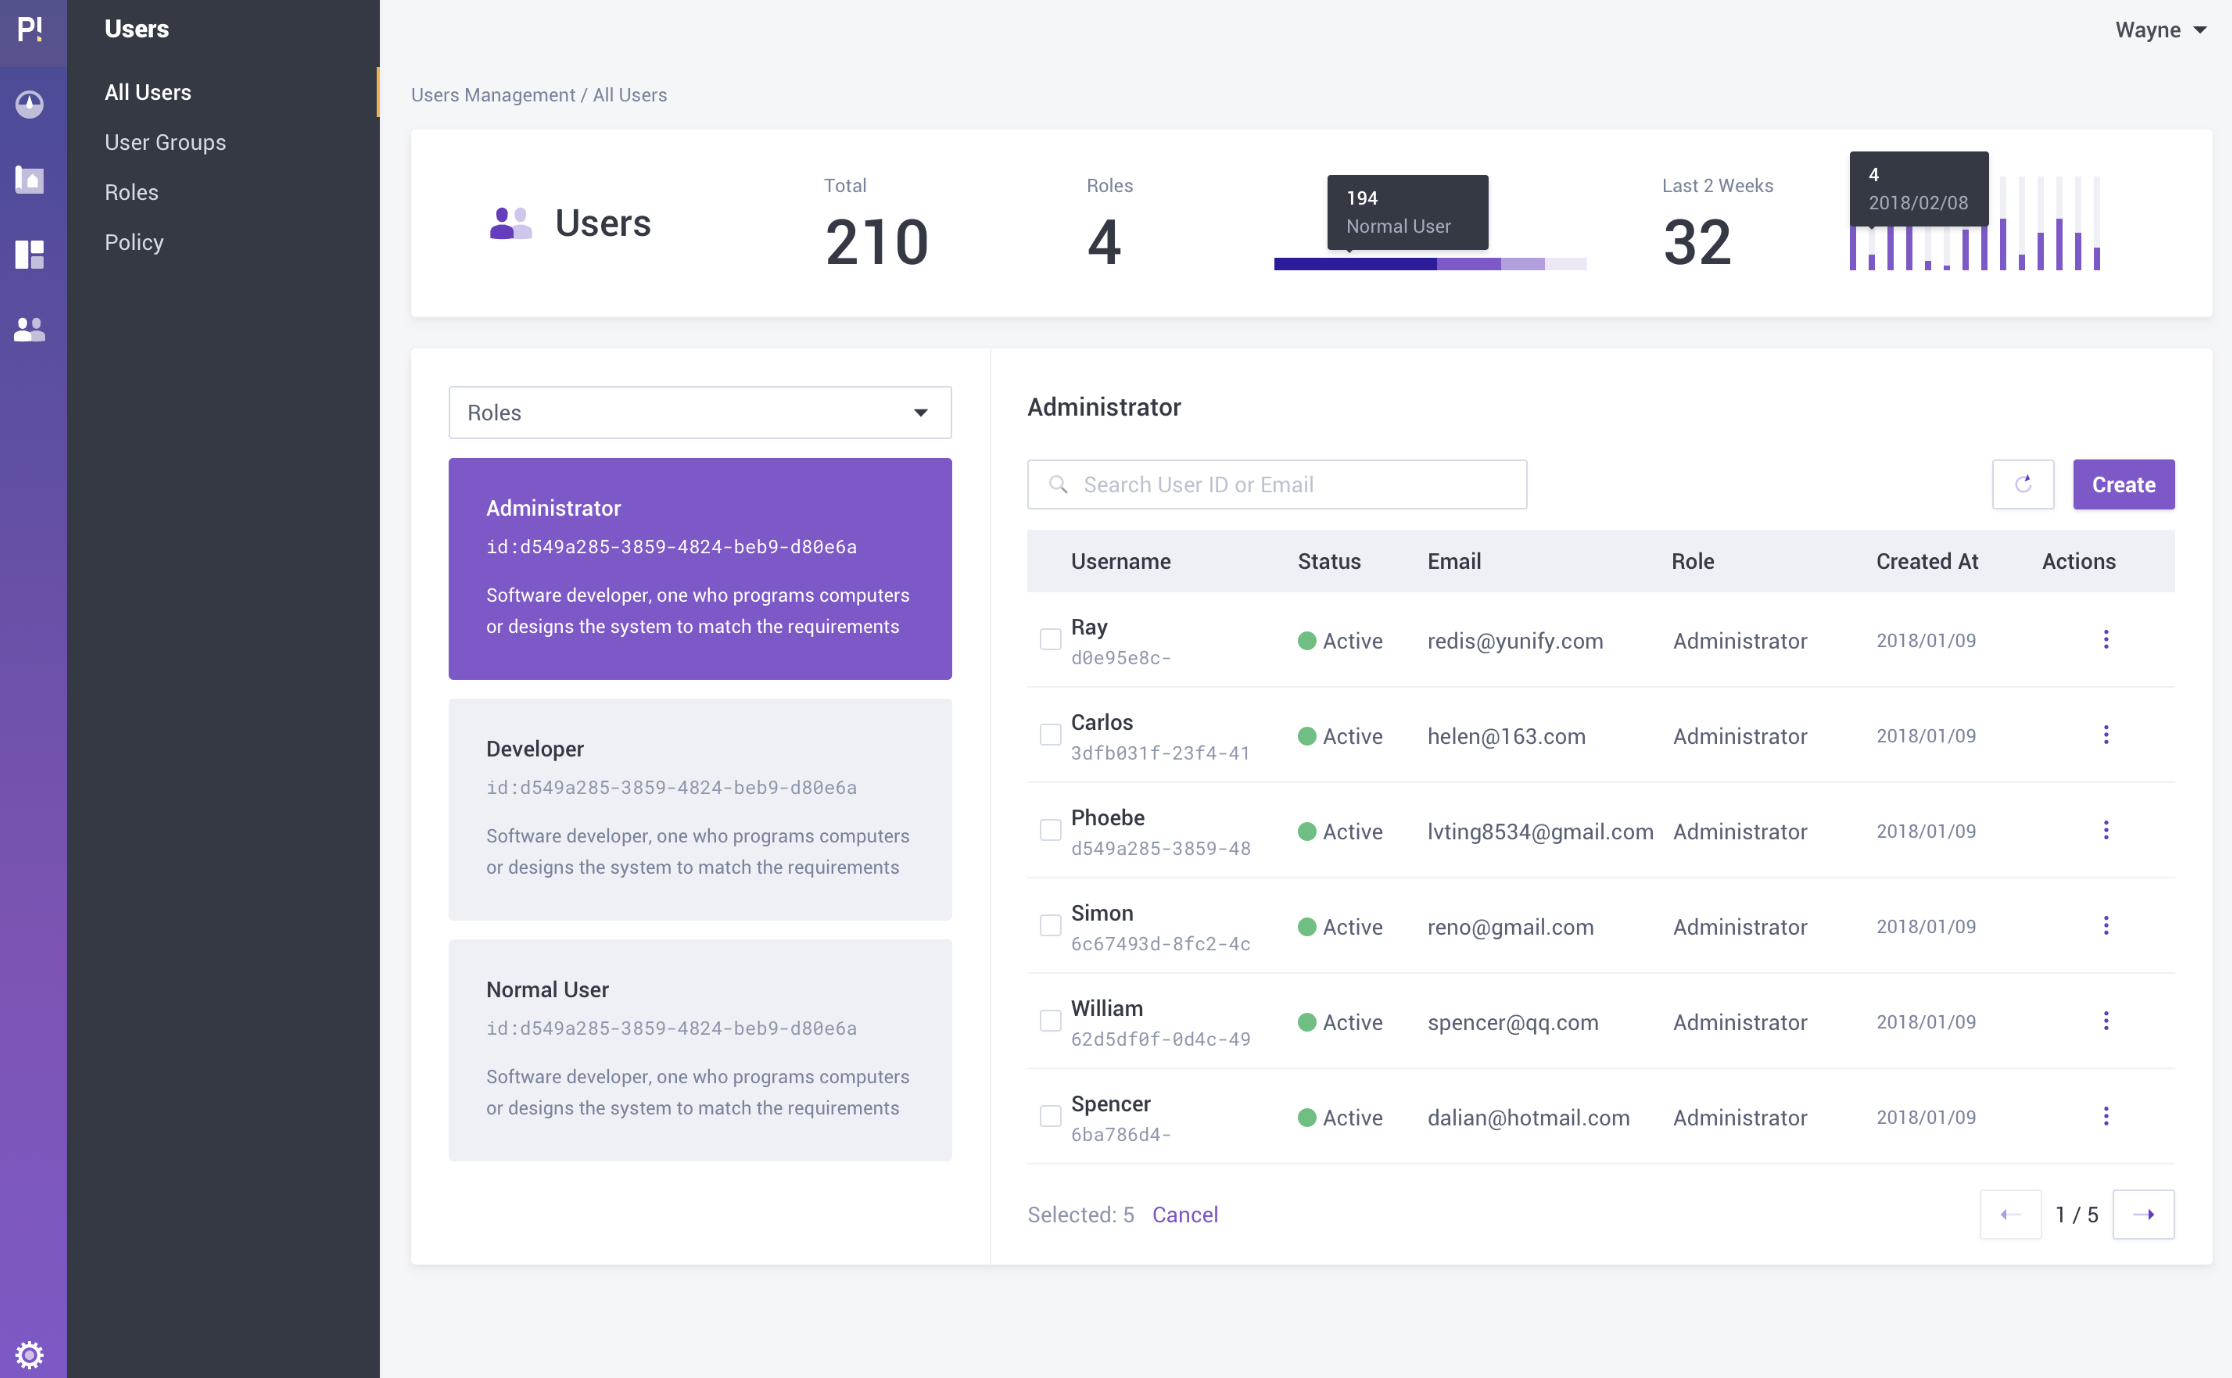 P!
Users
All Users
User Groups
Roles
Policy
Wayne
Users Management / All Users
Users
Total
210
Roles
4
194
Normal User
Last 2 Weeks
32
4
2018/02/08
Roles
Administrator
id:d549a285-3859-4824-beb9-d80e6a
Software developer, one who programs computers
or designs the system to match the requirements
Developer
id:d549a285-3859-4824-beb9-d80e6a
Software developer, one who programs computers
or designs the system to match the requirements
Normal User
id:d549a285-3859-4824-beb9-d80e6a
Software developer, one who programs computers
or designs the system to match the requirements
Administrator
Search User ID or Email
Create
Username Status Email Role Created At Actions
Ray
d0e95e8c-
Active redis@yunify.com Administrator 2018/01/09
Carlos
3dfb031f-23f4-41
Active helen@163.com Administrator 2018/01/09
Phoebe
d549a285-3859-48
Active lvting8534@gmail.com Administrator 2018/01/09
Simon
6c67493d-8fc2-4c
Active reno@gmail.com Administrator 2018/01/09
William
62d5df0f-0d4c-49
Active spencer@qq.com Administrator 2018/01/09
Spencer
6ba786d4-
Active dalian@hotmail.com Administrator 2018/01/09
Selected: 5 Cancel
1 / 5